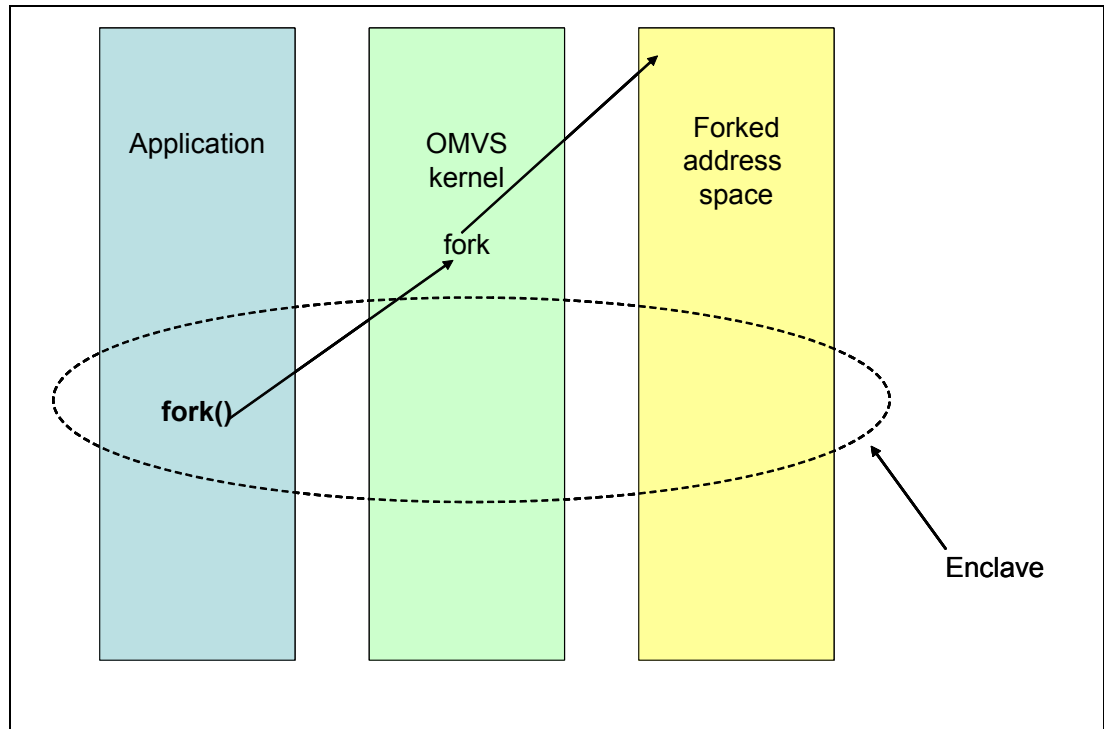 Application
OMVS
kernel
fork
Forked
address
space
fork()
Enclave